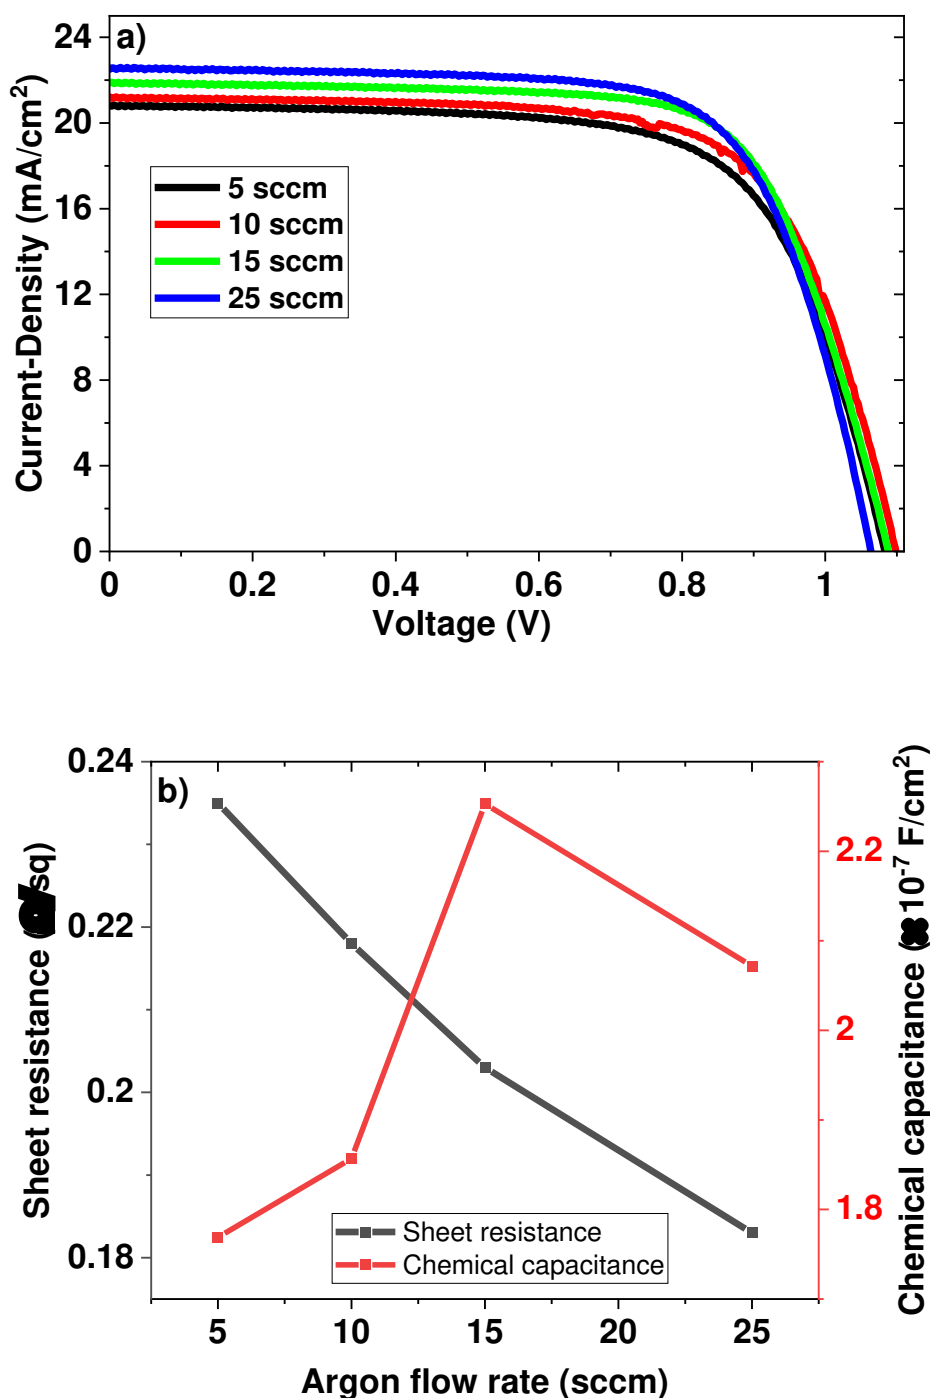 a)
24
20
16
12
8
4
0
Current-Density (mA/cm²)
5 sccm
10 sccm
15 sccm
25 sccm
0 0.2 0.4 0.6 0.8 1
Voltage (V)
b)
0.24
0.22
0.2
0.18
Sheet resistance ( /sq)
2.2
2
1.8
Chemical capacitance ( 10⁻⁷ F/cm²)
Sheet resistance
Chemical capacitance
5 10 15 20 25
Argon flow rate (sccm)